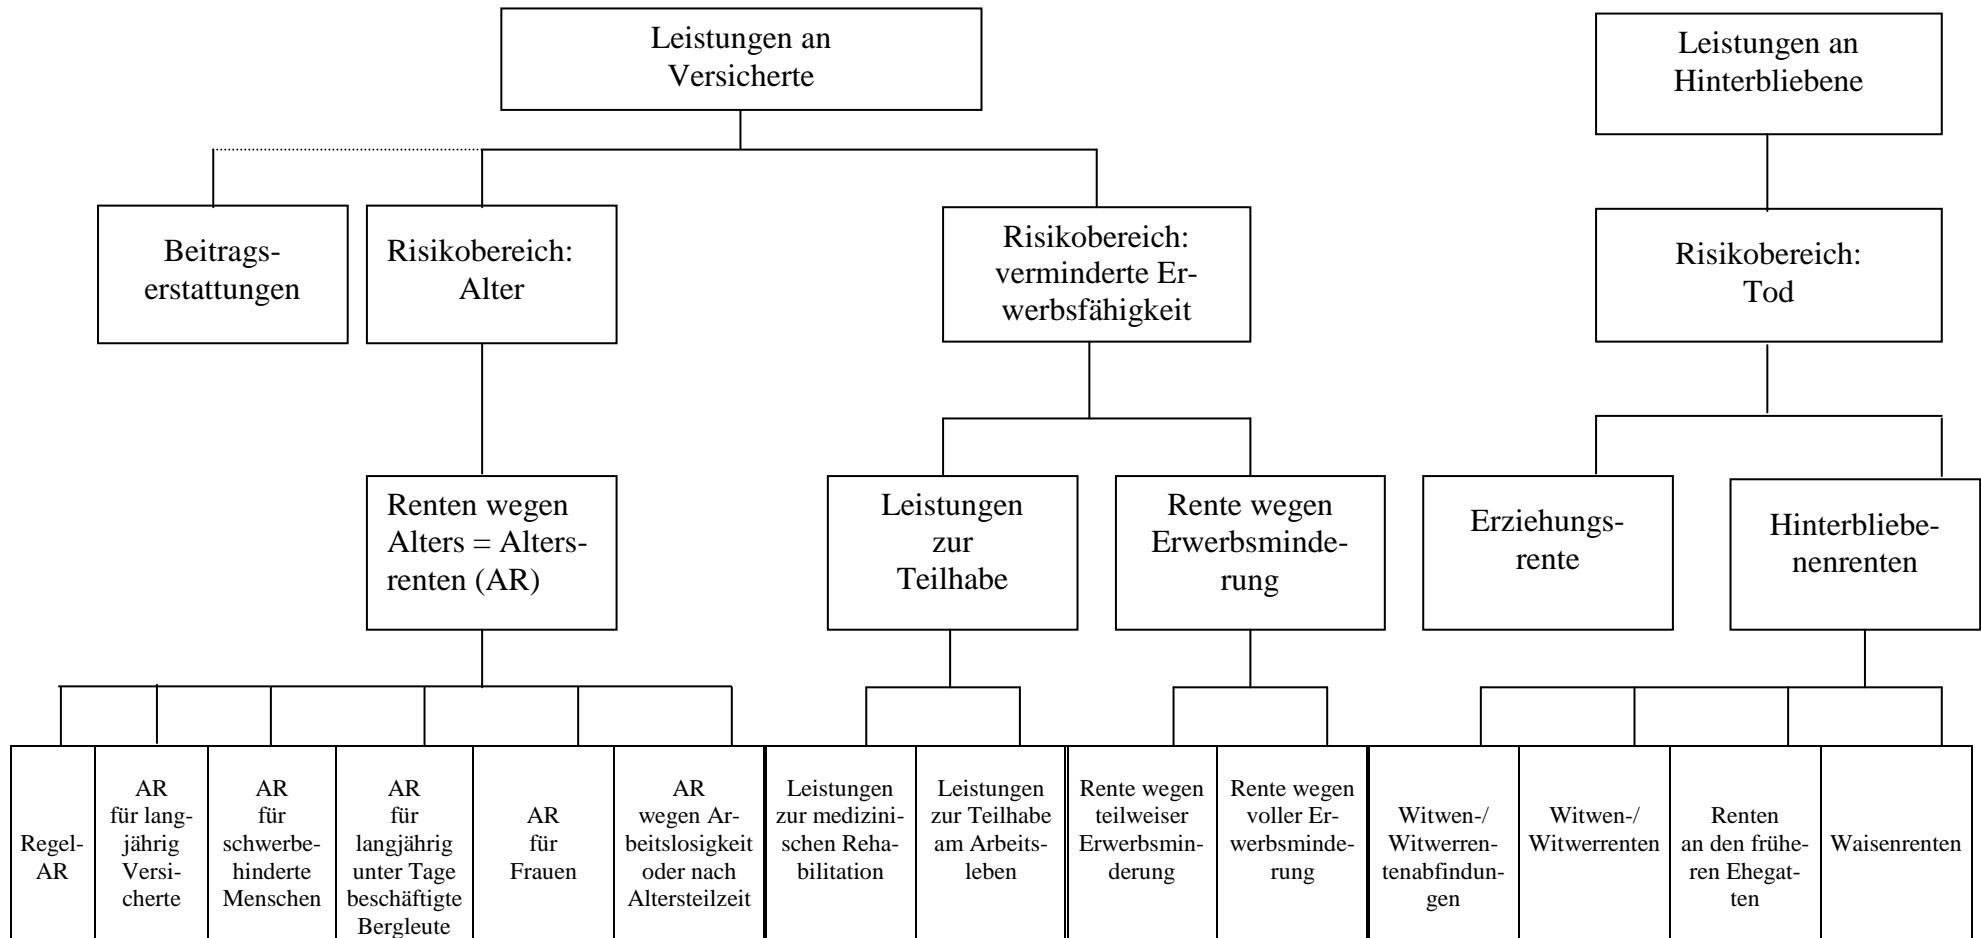 Leistungen an
Versicherte
Leistungen an
Hinterbliebene
Beitrags-
erstattungen
Risikobereich:
Alter
Risikobereich:
verminderte Er-
werbsfähigkeit
Risikobereich:
Tod
Renten wegen
Alters = Alters-
renten (AR)
Leistungen
zur
Teilhabe
Rente wegen
Erwerbsminde-
rung
Erziehungs-
rente
Hinterbliebe-
nenrenten
Regel-
AR
AR
für lang-
jährig
Versi-
cherte
AR
für
schwerbe-
hinderte
Menschen
AR
für
langjährig
unter Tage
beschäftigte
Bergleute
AR
für
Frauen
AR
wegen Ar-
beitslosigkeit
oder nach
Altersteilzeit
Leistungen
zur medizini-
schen Reha-
bilitation
Leistungen
zur Teilhabe
am Arbeits-
leben
Rente wegen
teilweiser
Erwerbsmin-
derung
Rente wegen
voller Er-
werbsminde-
rung
Witwen-/
Witwerren-
tenabfindun-
gen
Witwen-/
Witwerrenten
Renten
an den frühe-
ren Ehegat-
ten
Waisenrenten